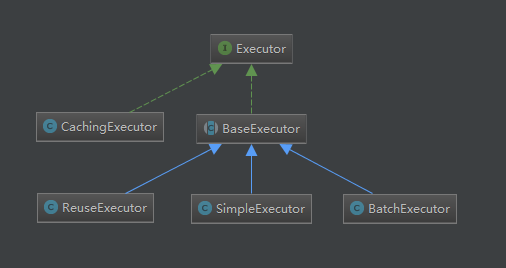 I Executor
C CachingExecutor
C BaseExecutor
C ReuseExecutor
C SimpleExecutor
C BatchExecutor